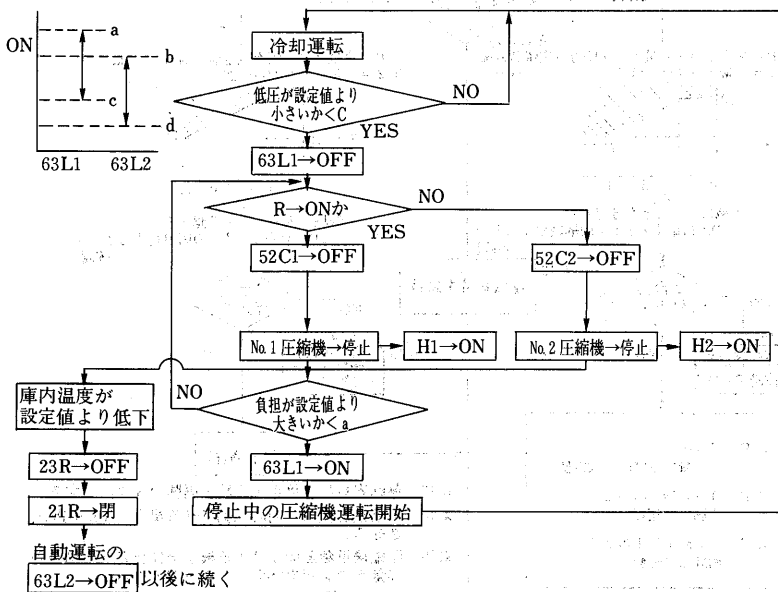 ON
a
b
c
d
63L1 63L2
冷却運転
低圧が設定値より
小さいか<C
NO
YES
63L1→OFF
R→ONか
NO
YES
52C1→OFF
52C2→OFF
No.1 圧縮機→停止
H1→ON
No.2 圧縮機→停止
H2→ON
庫内温度が
設定値より低下
NO
負担が設定値より
大きいか<a
23R→OFF
63L1→ON
21R→閉
停止中の圧縮機運転開始
自動運転の
63L2→OFF 以後に続く